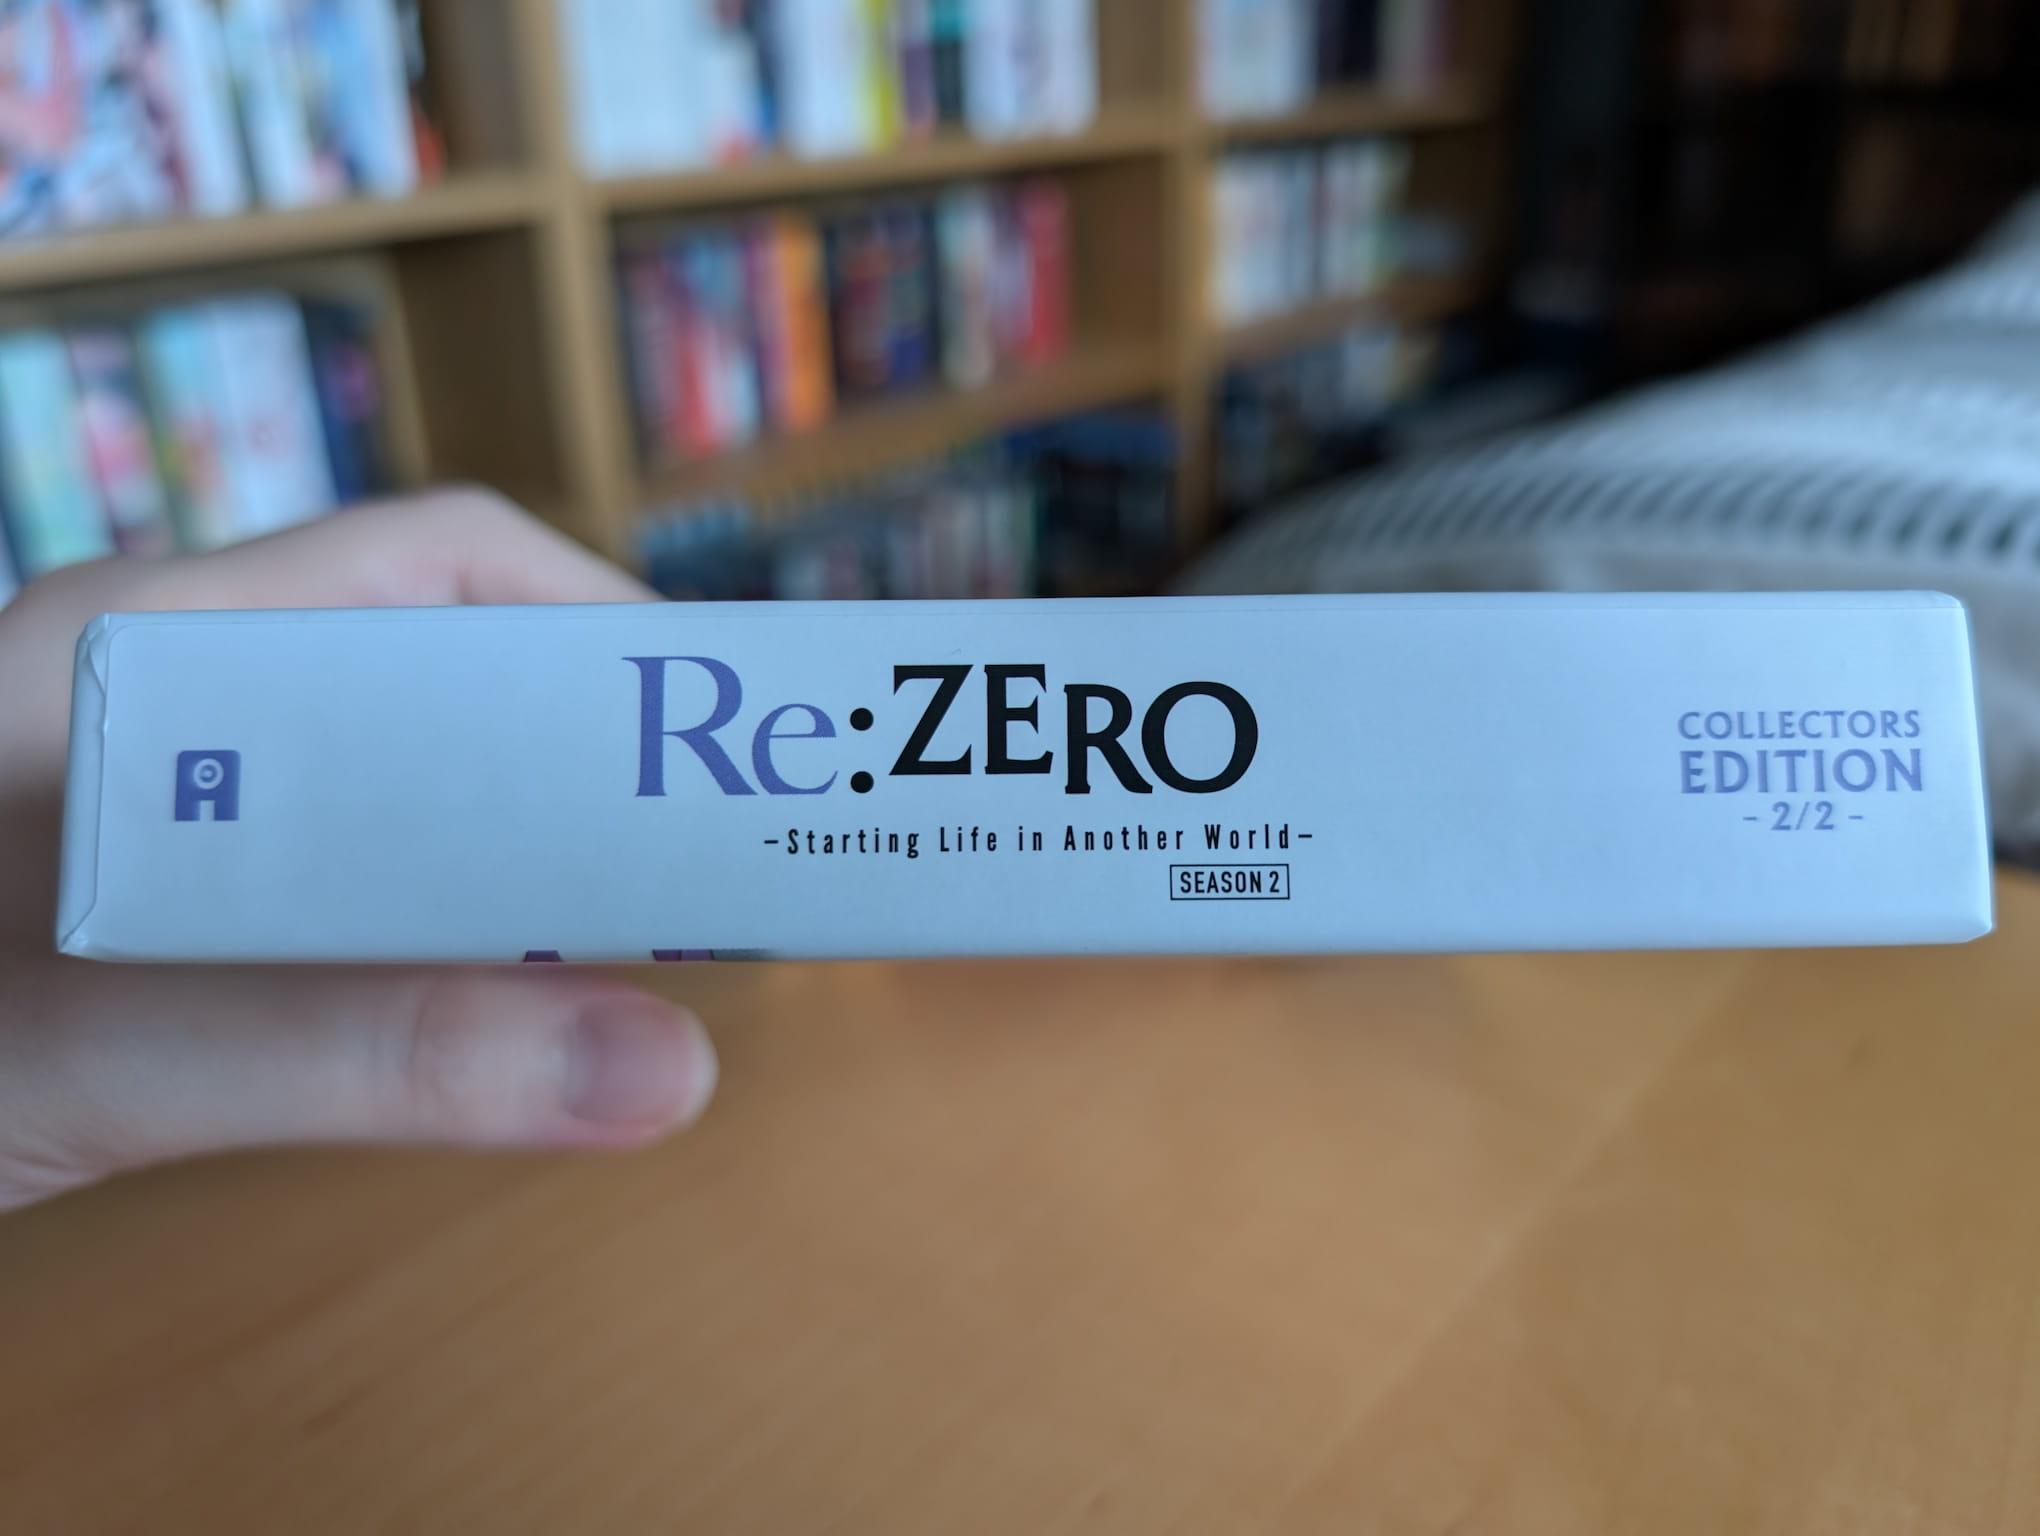 Re:ZERO
-Starting Life in Another World-
SEASON 2
COLLECTORS
EDITION
- 2/2 -